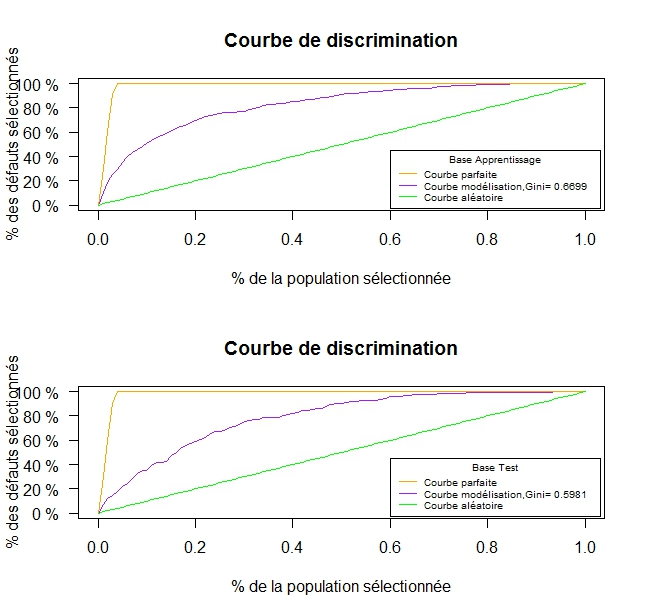 Courbe de discrimination
% des défauts sélectionnés
100 %
80 %
60 %
40 %
20 %
0 %
Base Apprentissage
Courbe parfaite
Courbe modélisation,Gini= 0.6699
Courbe aléatoire
0.0 0.2 0.4 0.6 0.8 1.0
% de la population sélectionnée
Courbe de discrimination
% des défauts sélectionnés
100 %
80 %
60 %
40 %
20 %
0 %
Base Test
Courbe parfaite
Courbe modélisation,Gini= 0.5981
Courbe aléatoire
0.0 0.2 0.4 0.6 0.8 1.0
% de la population sélectionnée